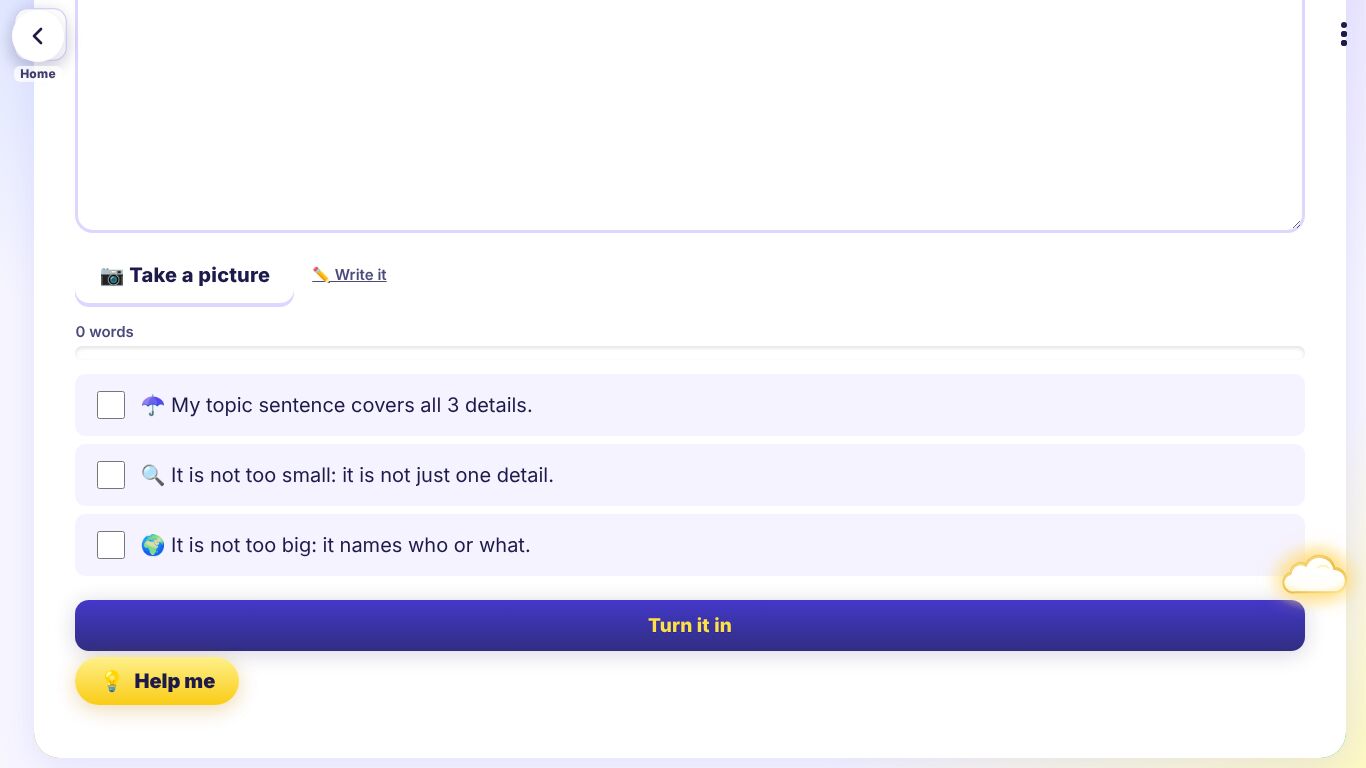 Home
📷 Take a picture
✏️ Write it
0 words
☂️ My topic sentence covers all 3 details.
🔍 It is not too small: it is not just one detail.
🌍 It is not too big: it names who or what.
Turn it in
💡 Help me